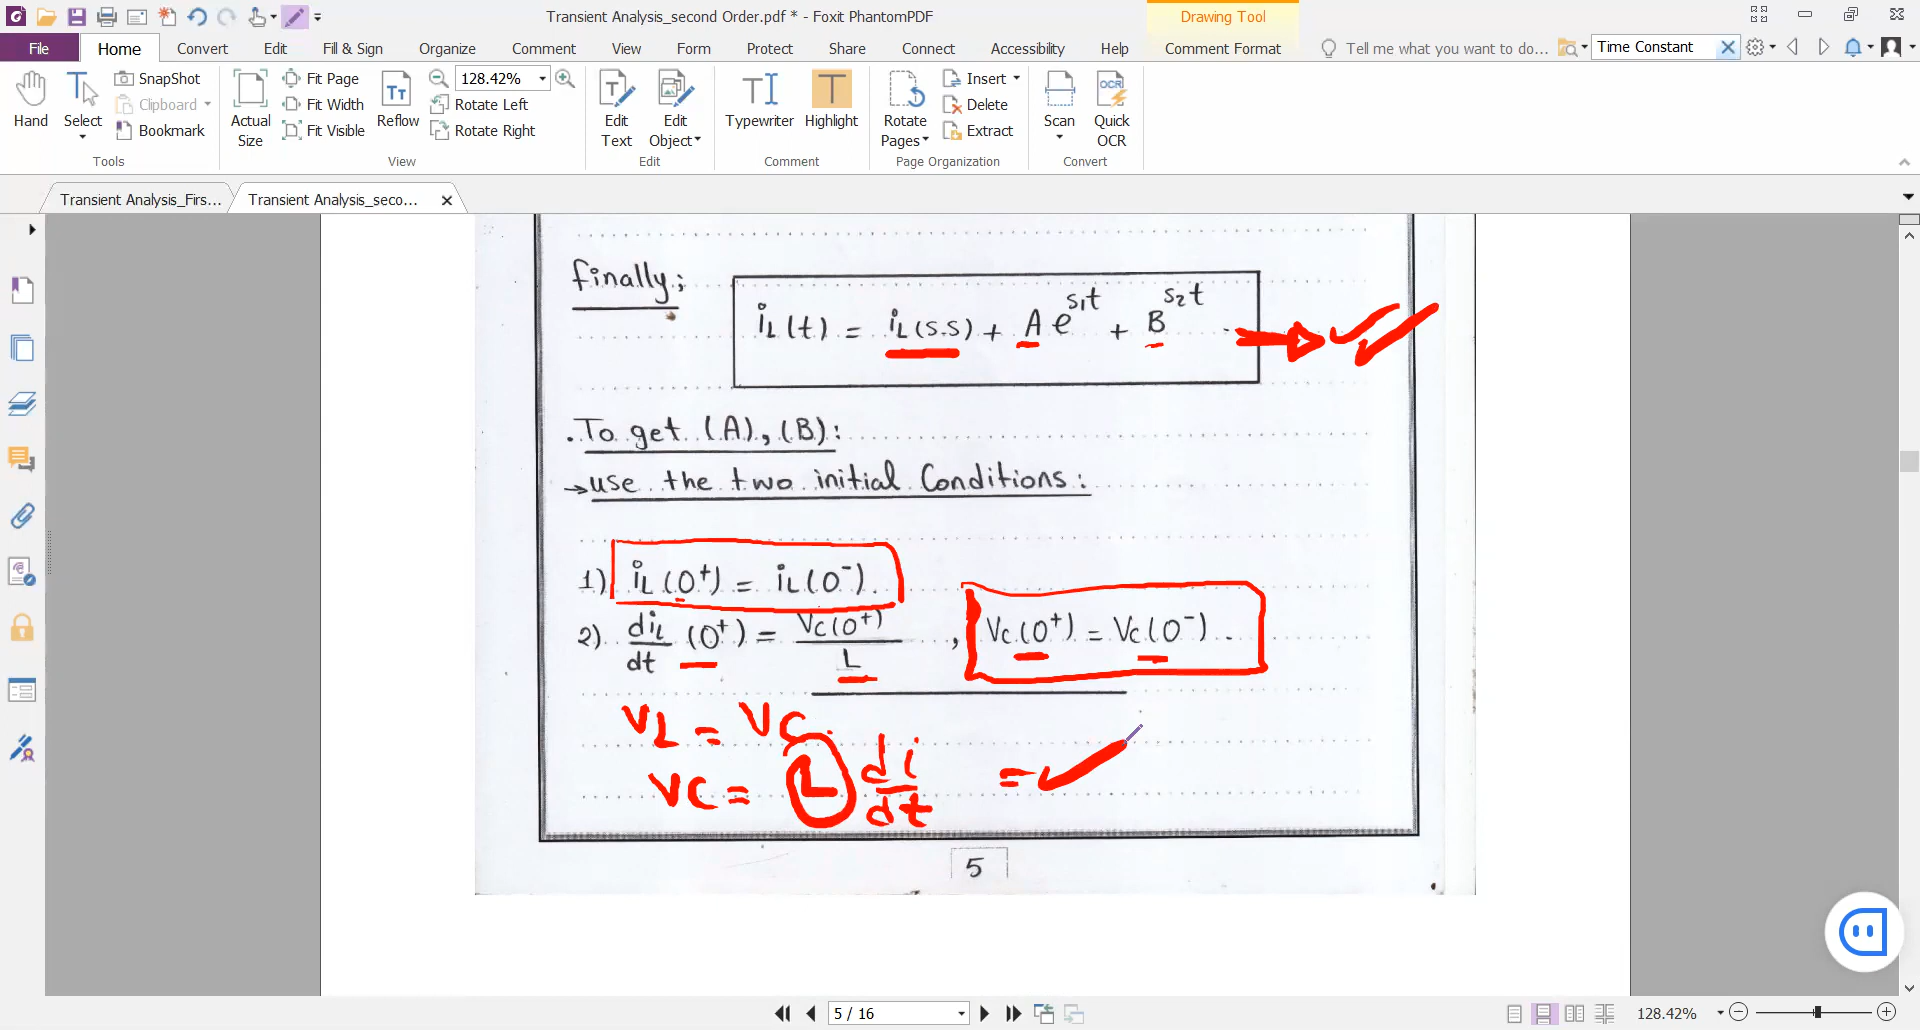 Transient Analysis_second Order.pdf * - Foxit PhantomPDF
Drawing Tool
File Home Convert Edit Fill & Sign Organize Comment View Form Protect Share Connect Accessibility Help Comment Format Tell me what you want to do... Time Constant
Hand
Select
SnapShot
Clipboard
Bookmark
Tools
Actual Size
Fit Page
Fit Width
Fit Visible
Reflow
128.42%
Rotate Left
Rotate Right
View
Edit Text
Edit Object
Edit
Typewriter
Highlight
Comment
Rotate Pages
Insert
Delete
Extract
Page Organization
Scan
Quick OCR
Convert
Transient Analysis_Firs...
Transient Analysis_seco...
finally;
iL(t) = iL(s.s) + A e^s1t + B^s2t
.To get (A), (B):
→use the two initial Conditions:
1) iL(0+) = iL(0-).
2) diL/dt (0+) = Vc(0+)/L , Vc(0+) = Vc(0-).
VL = VC
VC = L di/dt =
5
5 / 16
128.42%